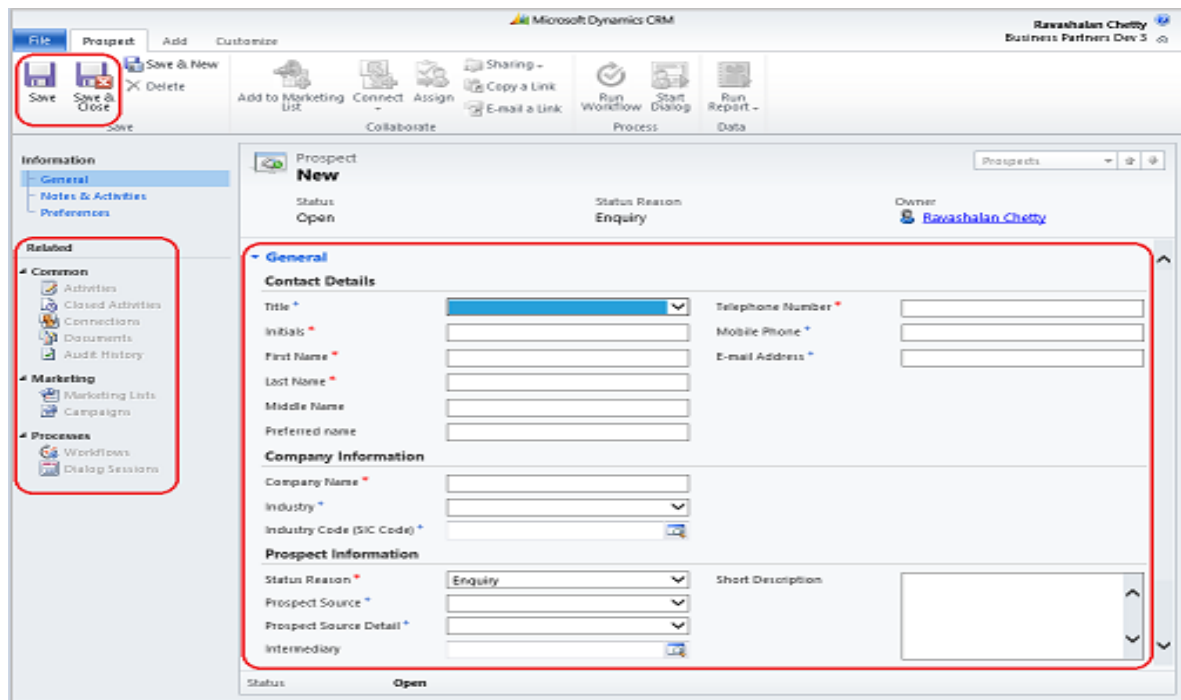 Microsoft Dynamics CRM
Ravashalan Chetty
Business Partners Dev 3
File Prospect Add Customize
Save
Save & Close
Save & New
Delete
Save
Add to Marketing List
Connect
Assign
Sharing
Copy a Link
E-mail a Link
Collaborate
Run Workflow
Start Dialog
Process
Run Report
Data
Information
General
Notes & Activities
Preferences
Related
Common
Activities
Closed Activities
Connections
Documents
Audit History
Marketing
Marketing Lists
Campaigns
Processes
Workflows
Dialog Sessions
Prospect
New
Prospects
Status Status Reason Owner
Open Enquiry Ravashalan Chetty
General
Contact Details
Title * Telephone Number *
Initials * Mobile Phone *
First Name * E-mail Address *
Last Name *
Middle Name
Preferred name
Company Information
Company Name *
Industry *
Industry Code (SIC Code) *
Prospect Information
Status Reason * Enquiry Short Description
Prospect Source *
Prospect Source Detail *
Intermediary
Status Open